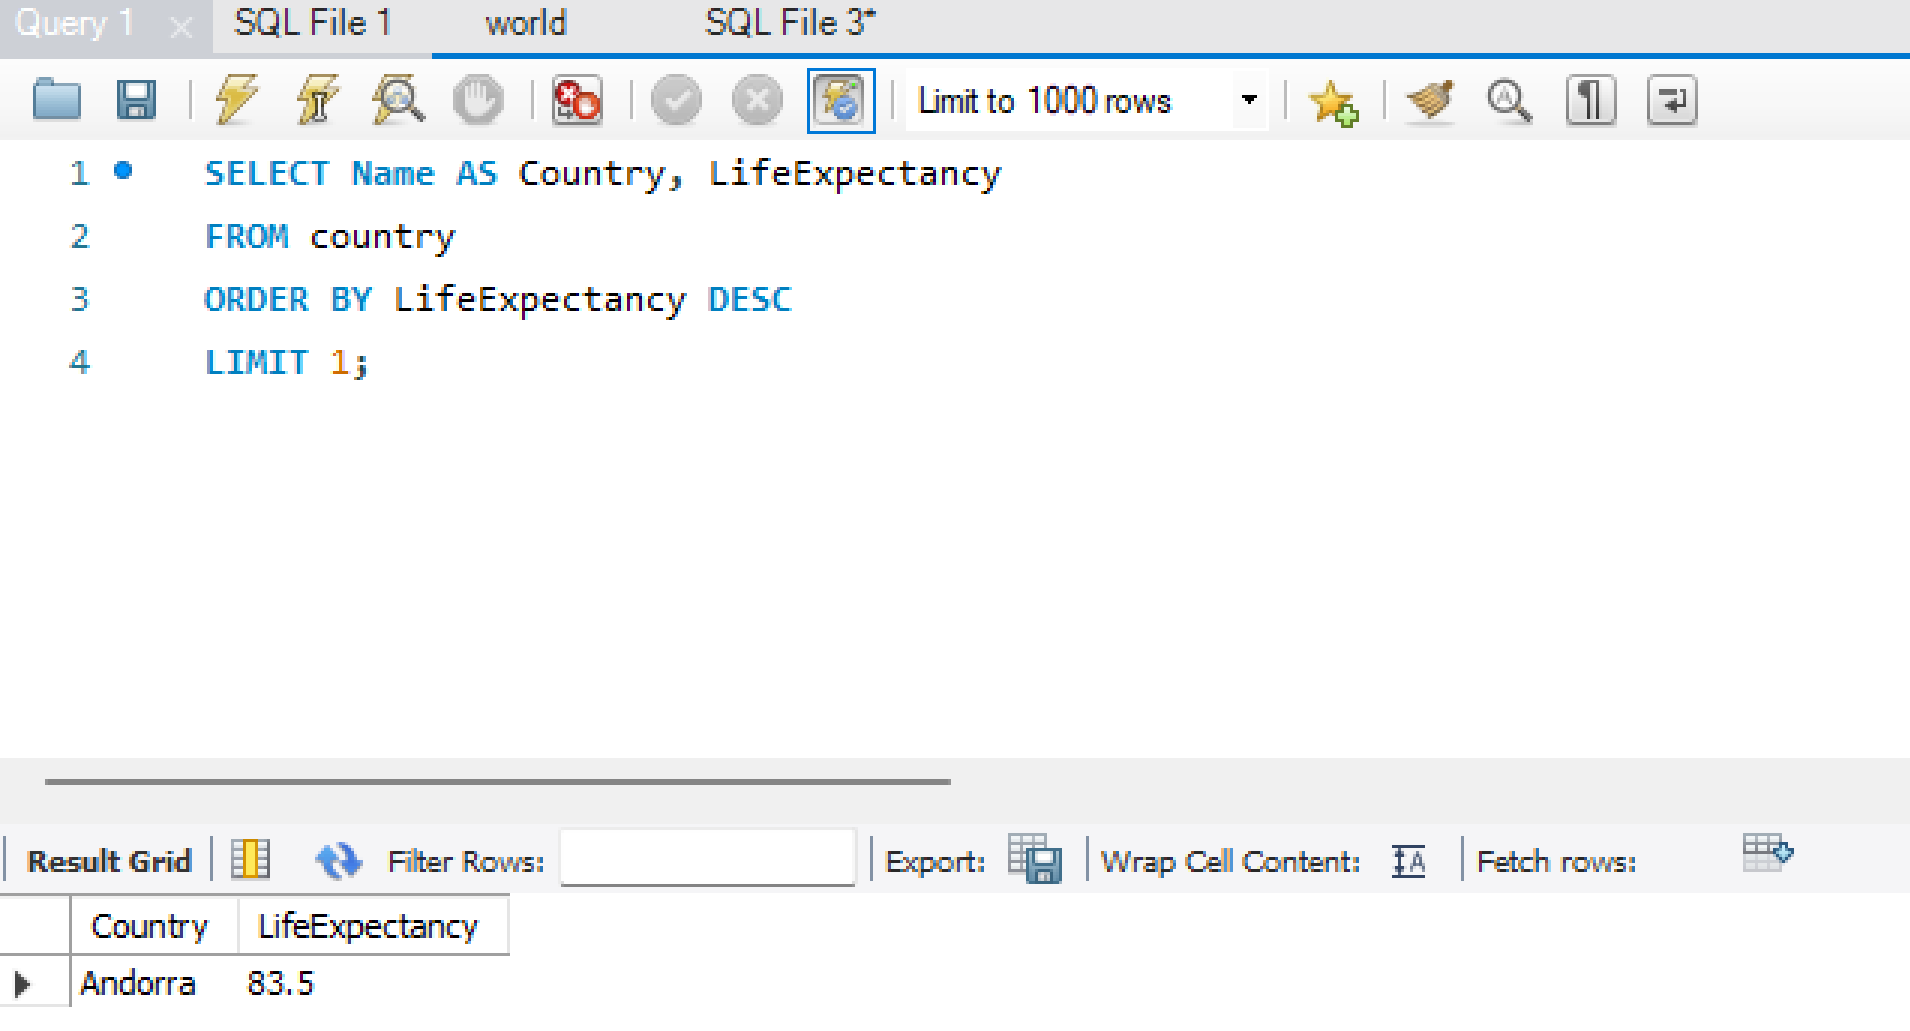 Query 1 SQL File 1 world SQL File 3*
Limit to 1000 rows
1 SELECT Name AS Country, LifeExpectancy
2 FROM country
3 ORDER BY LifeExpectancy DESC
4 LIMIT 1;
Result Grid Filter Rows: Export: Wrap Cell Content: Fetch rows:
Country LifeExpectancy
Andorra 83.5